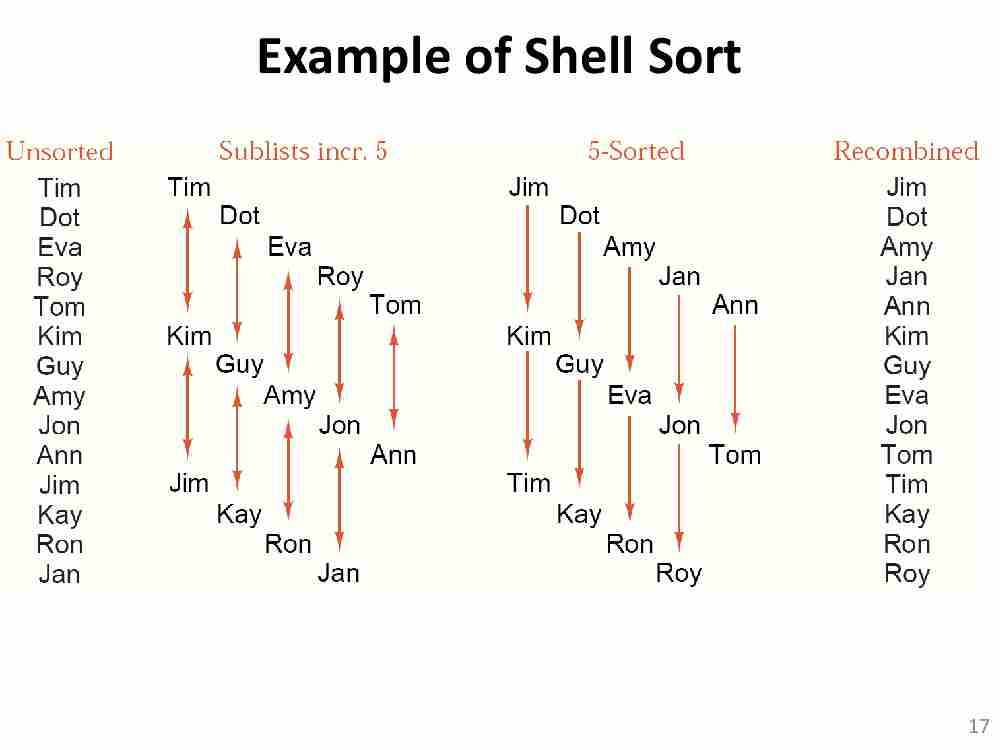 Example of Shell Sort
Unsorted Sublists incr. 5 5-Sorted Recombined
Tim Tim Jim Jim
Dot Dot Dot Dot
Eva Eva Amy Amy
Roy Roy Jan Jan
Tom Tom Ann Ann
Kim Kim Kim Kim
Guy Guy Guy Guy
Amy Amy Eva Eva
Jon Jon Jon Jon
Ann Ann Tom Tom
Jim Jim Tim Tim
Kay Kay Kay Kay
Ron Ron Ron Ron
Jan Jan Roy Roy
17